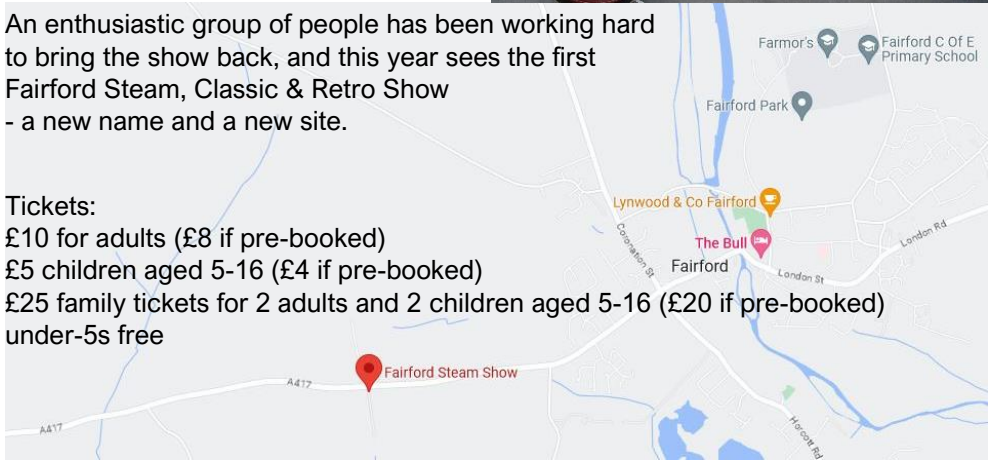 An enthusiastic group of people has been working hard
to bring the show back, and this year sees the first
Fairford Steam, Classic & Retro Show
- a new name and a new site.
Farmor's
Fairford C Of E
Primary School
Fairford Park
Tickets:
£10 for adults (£8 if pre-booked)
£5 children aged 5-16 (£4 if pre-booked)
£25 family tickets for 2 adults and 2 children aged 5-16 (£20 if pre-booked)
under-5s free
Lynwood & Co Fairford
The Bull
Fairford
Coronation St
London St
London Rd
Fairford Steam Show
A417
A417
Horcott Rd